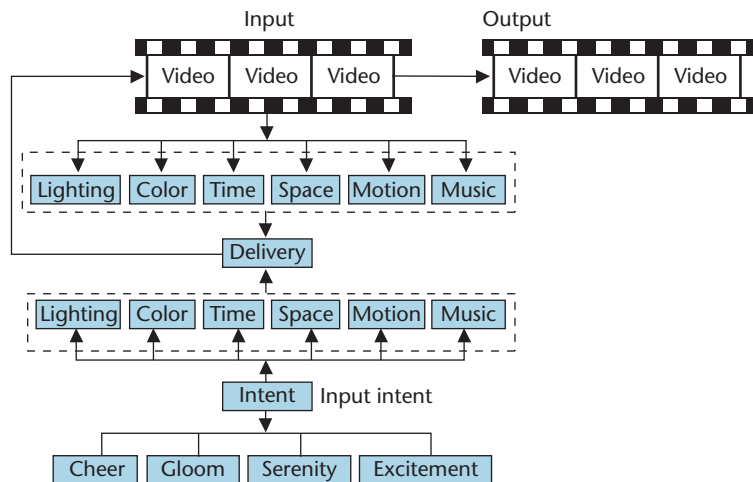 Input Output
Video Video Video Video Video Video
Lighting Color Time Space Motion Music
Delivery
Lighting Color Time Space Motion Music
Intent Input intent
Cheer Gloom Serenity Excitement